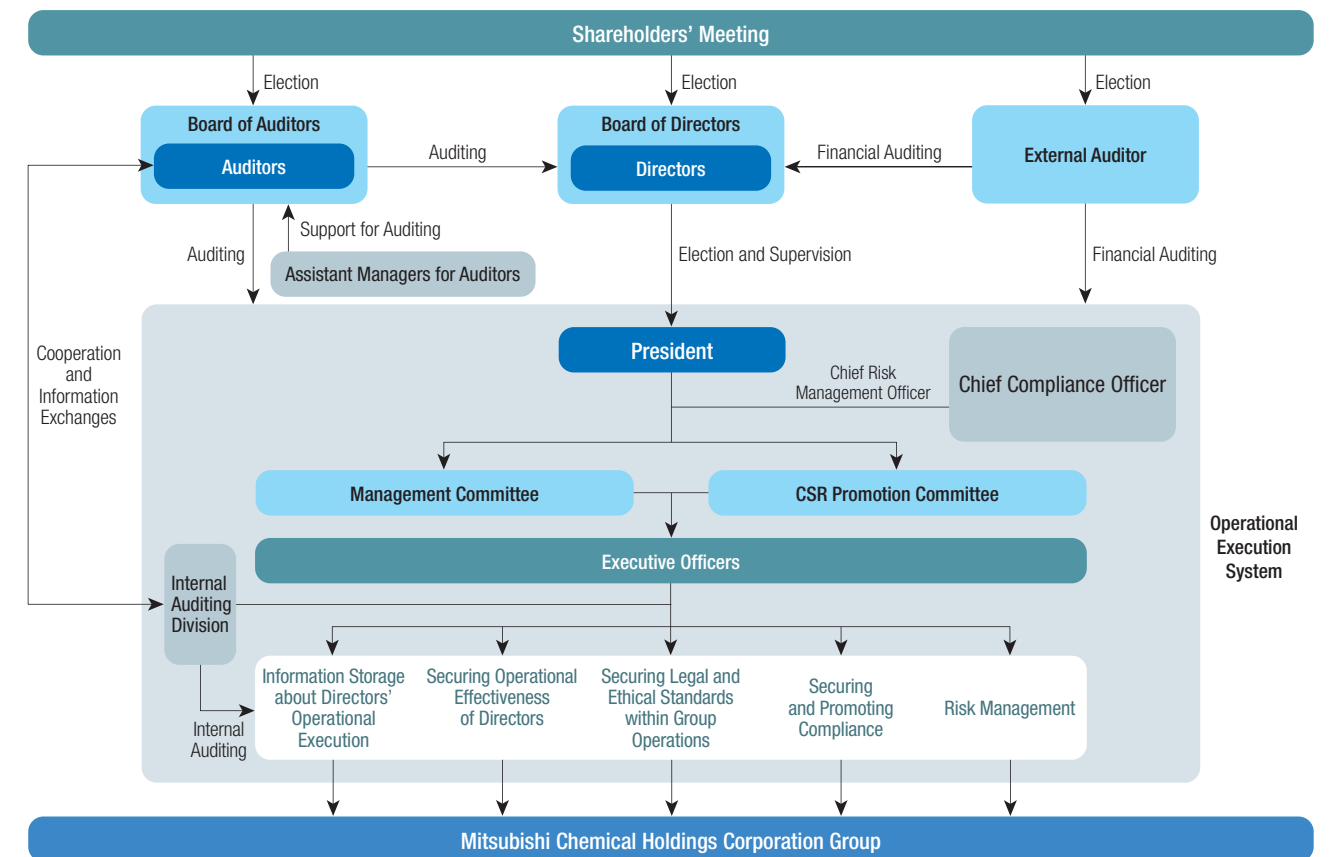 Shareholders' Meeting
Election
Election
Election
Board of Auditors
Auditors
Auditing
Board of Directors
Directors
Financial Auditing
External Auditor
Support for Auditing
Auditing
Assistant Managers for Auditors
Election and Supervision
Financial Auditing
Cooperation
and
Information
Exchanges
President
Chief Risk
Management Officer
Chief Compliance Officer
Management Committee
CSR Promotion Committee
Operational
Execution
System
Executive Officers
Internal
Auditing
Division
Internal
Auditing
Information Storage
about Directors'
Operational
Execution
Securing Operational
Effectiveness
of Directors
Securing Legal and
Ethical Standards
within Group
Operations
Securing
and Promoting
Compliance
Risk Management
Mitsubishi Chemical Holdings Corporation Group